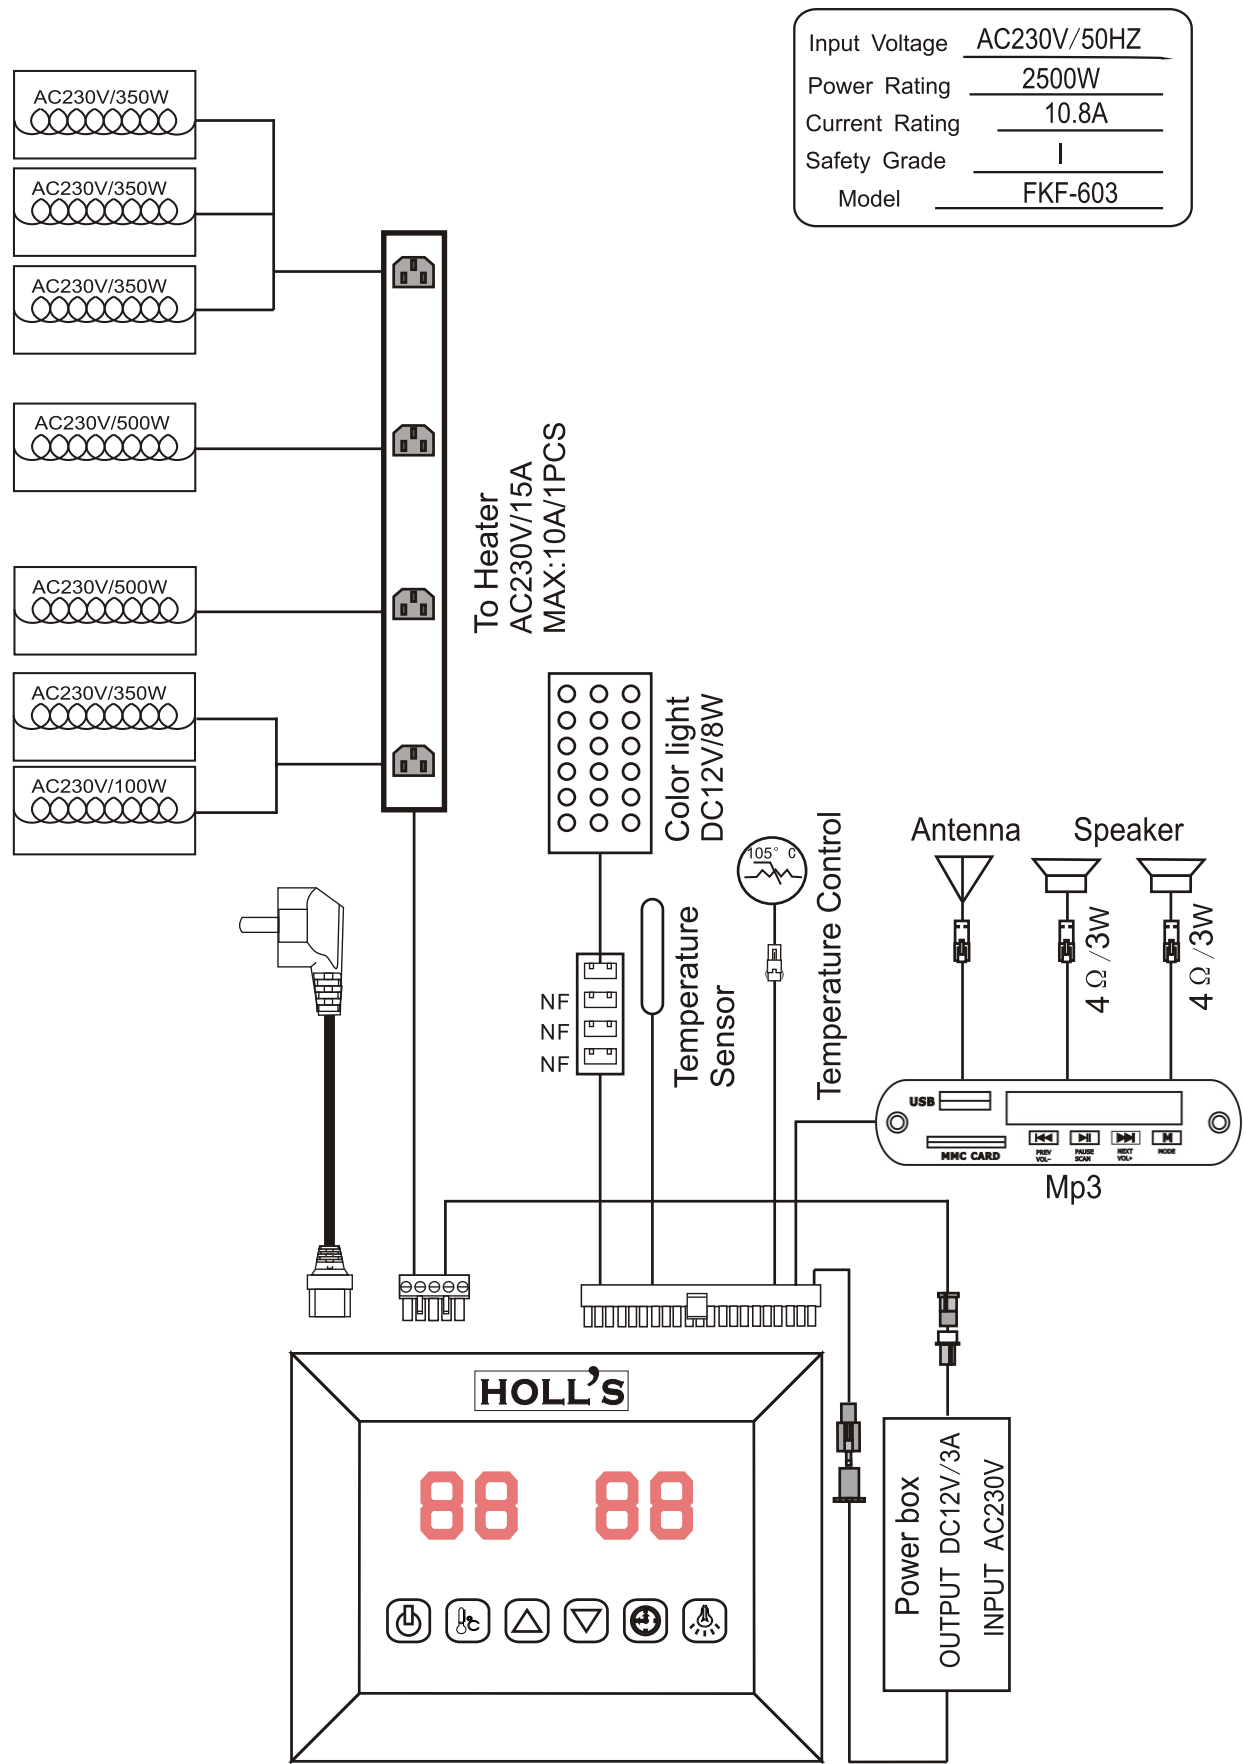 Input Voltage AC230V/50HZ
Power Rating 2500W
Current Rating 10.8A
Safety Grade I
Model FKF-603
AC230V/350W
AC230V/350W
AC230V/350W
AC230V/500W
AC230V/500W
AC230V/350W
AC230V/100W
To Heater
AC230V/15A
MAX:10A/1PCS
Color light
DC12V/8W
NF
NF
NF
Temperature
Sensor
105° C
Temperature Control
Antenna
Speaker
4 Ω /3W
4 Ω /3W
USB
MMC CARD
PREV
VOL-
PAUSE
SCAN
NEXT
VOL+
M
MODE
Mp3
HOLL'S
88 88
°C
Power box
OUTPUT DC12V/3A
INPUT AC230V